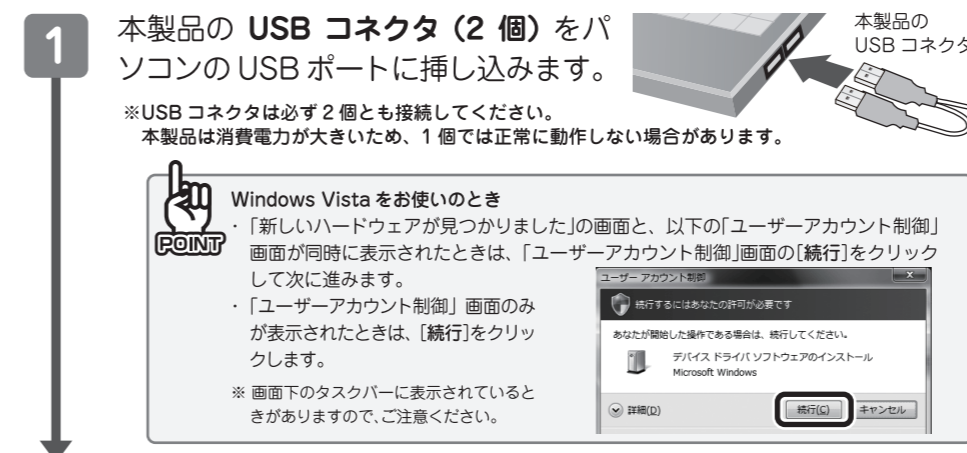 1
本製品の USB コネクタ（2 個）をパ
ソコンの USB ポートに挿し込みます。
本製品の
USB コネクタ
※USB コネクタは必ず 2 個とも接続してください。
本製品は消費電力が大きいため、1 個では正常に動作しない場合があります。
POINT
Windows Vista をお使いのとき
・「新しいハードウェアが見つかりました」の画面と、以下の「ユーザーアカウント制御」
画面が同時に表示されたときは、「ユーザーアカウント制御」画面の[続行]をクリック
して次に進みます。
・「ユーザーアカウント制御」画面のみ
が表示されたときは、[続行]をクリッ
クします。
※ 画面下のタスクバーに表示されていると
きがありますので、ご注意ください。
ユーザー アカウント制御
続行するにはあなたの許可が必要です
あなたが開始した操作である場合は、続行してください。
デバイス ドライバ ソフトウェアのインストール
Microsoft Windows
詳細(D)
続行(C)
キャンセル